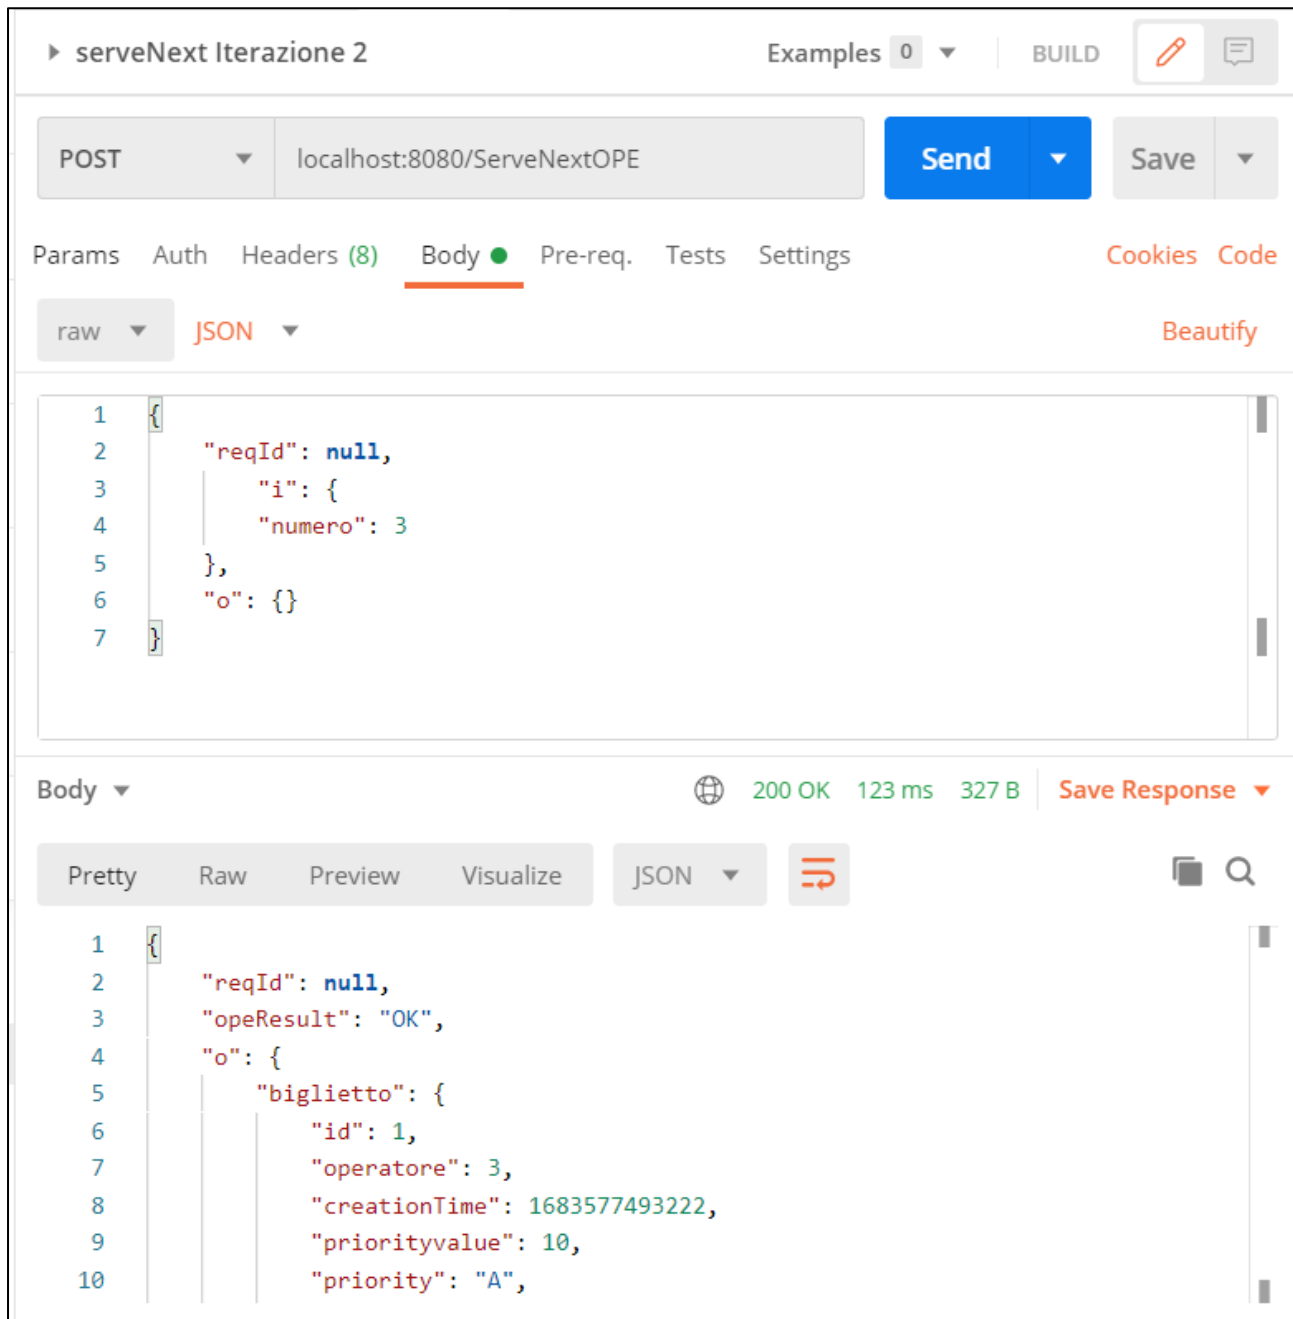 serveNext Iterazione 2 Examples 0 BUILD
POST localhost:8080/ServeNextOPE Send Save
Params Auth Headers (8) Body Pre-req. Tests Settings Cookies Code
raw JSON Beautify
1 {
2 "reqId": null,
3 "i": {
4 "numero": 3
5 },
6 "o": {}
7 }
Body 200 OK 123 ms 327 B Save Response
Pretty Raw Preview Visualize JSON
1 {
2 "reqId": null,
3 "opeResult": "OK",
4 "o": {
5 "biglietto": {
6 "id": 1,
7 "operatore": 3,
8 "creationTime": 1683577493222,
9 "priorityvalue": 10,
10 "priority": "A",